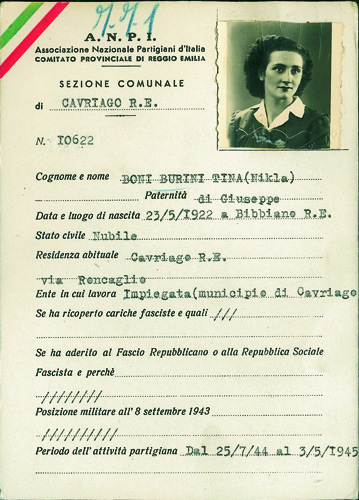 771
A. N. P. I.
Associazione Nazionale Partigiani d'Italia
COMITATO PROVINCIALE DI REGGIO EMILIA
SEZIONE COMUNALE
di CAVRIAGO R.E.
N. IO622
Cognome e nome BONI BURINI TINA(Nikla)
Paternità di Giuseppe
Data e luogo di nascita 23/5/I922 a Bibbiano R.E.
Stato civile Nubile
Residenza abituale Cavriago R.E.
via Roncaglio
Ente in cui lavora Impiegata(municipio di Cavriago
Se ha ricoperto cariche fasciste e quali ///
Se ha aderito al Fascio Repubblicano o alla Repubblica Sociale
Fascista e perchè
////////
Posizione militare all'8 settembre 1943
//////////
Periodo dell'attività partigiana Dal 25/7/44 al 3/5/I945